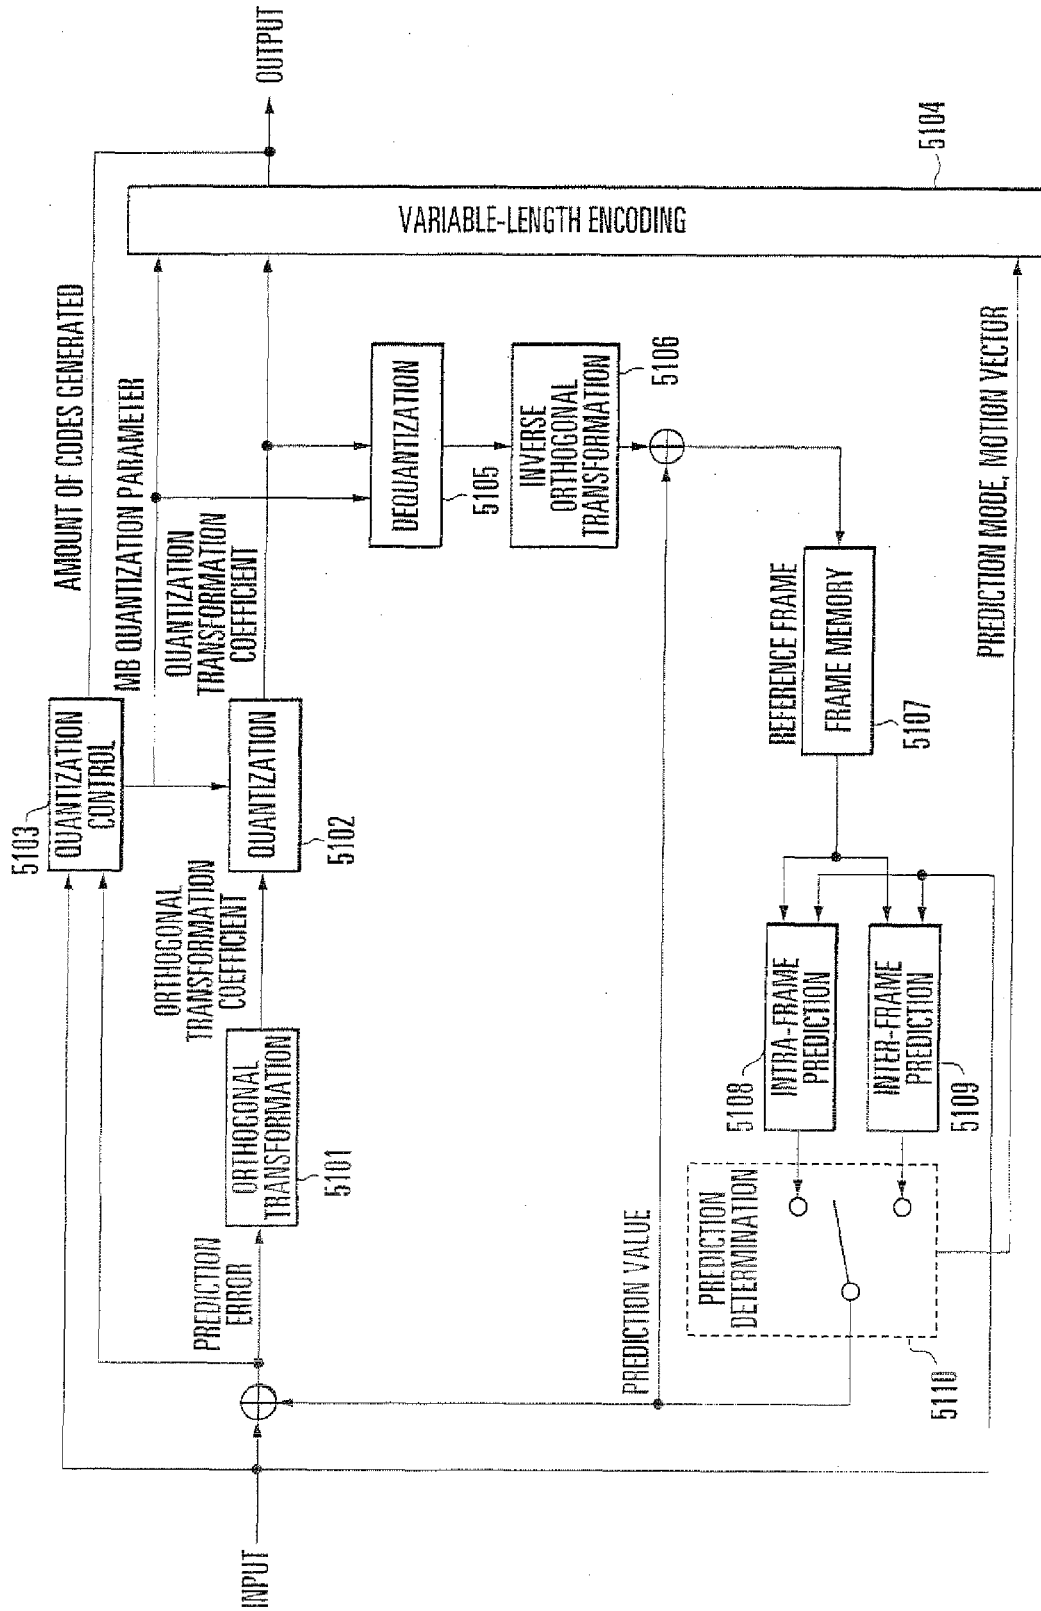 INPUT
PREDICTION
ERROR
5101
ORTHOGONAL
TRANSFORMATION
ORTHOGONAL
TRANSFORMATION
COEFFICIENT
5103
QUANTIZATION
CONTROL
QUANTIZATION
5102
AMOUNT OF CODES GENERATED
MB QUANTIZATION PARAMETER
QUANTIZATION
TRANSFORMATION
COEFFICIENT
DEQUANTIZATION
5105
INVERSE
ORTHOGONAL
TRANSFORMATION
5106
VARIABLE-LENGTH ENCODING
5104
OUTPUT
PREDICTION VALUE
PREDICTION
DETERMINATION
5110
5108
INTRA-FRAME
PREDICTION
INTER-FRAME
PREDICTION
5109
REFERENCE FRAME
FRAME MEMORY
5107
PREDICTION MODE, MOTION VECTOR